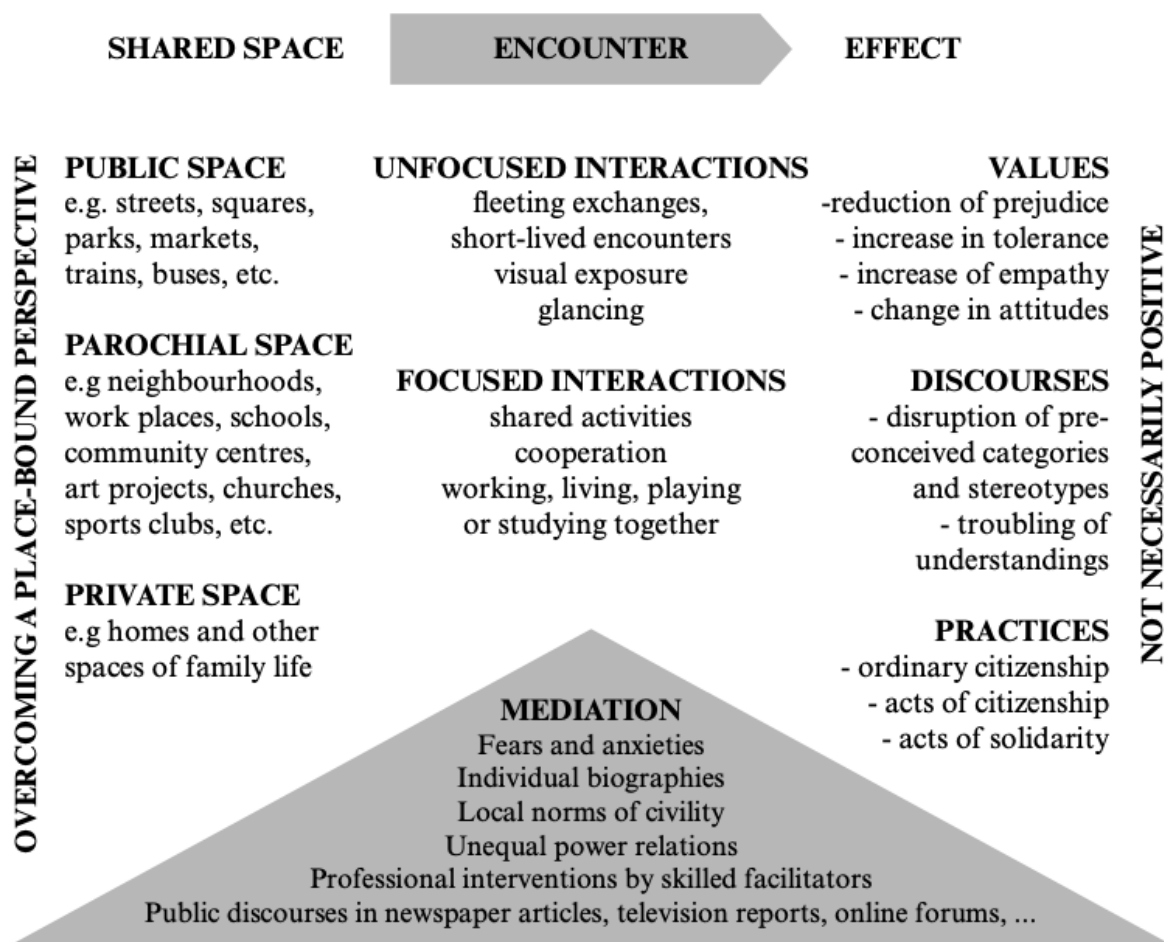 SHARED SPACE
ENCOUNTER
EFFECT
OVERCOMING A PLACE-BOUND PERSPECTIVE
PUBLIC SPACE
e.g. streets, squares,
parks, markets,
trains, buses, etc.
PAROCHIAL SPACE
e.g neighbourhoods,
work places, schools,
community centres,
art projects, churches,
sports clubs, etc.
PRIVATE SPACE
e.g homes and other
spaces of family life
UNFOCUSED INTERACTIONS
fleeting exchanges,
short-lived encounters
visual exposure
glancing
FOCUSED INTERACTIONS
shared activities
cooperation
working, living, playing
or studying together
VALUES
-reduction of prejudice
- increase in tolerance
- increase of empathy
- change in attitudes
DISCOURSES
- disruption of pre-
conceived categories
and stereotypes
- troubling of
understandings
PRACTICES
- ordinary citizenship
- acts of citizenship
- acts of solidarity
NOT NECESSARILY POSITIVE
MEDIATION
Fears and anxieties
Individual biographies
Local norms of civility
Unequal power relations
Professional interventions by skilled facilitators
Public discourses in newspaper articles, television reports, online forums, ...